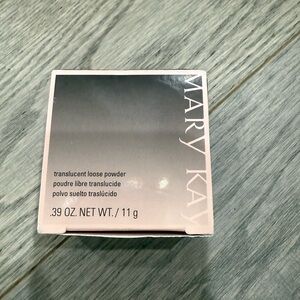 MARY KAY
translucent loose powder
poudre libre translucide
polvo suelto traslúcido
.39 OZ. NET WT. / 11 g